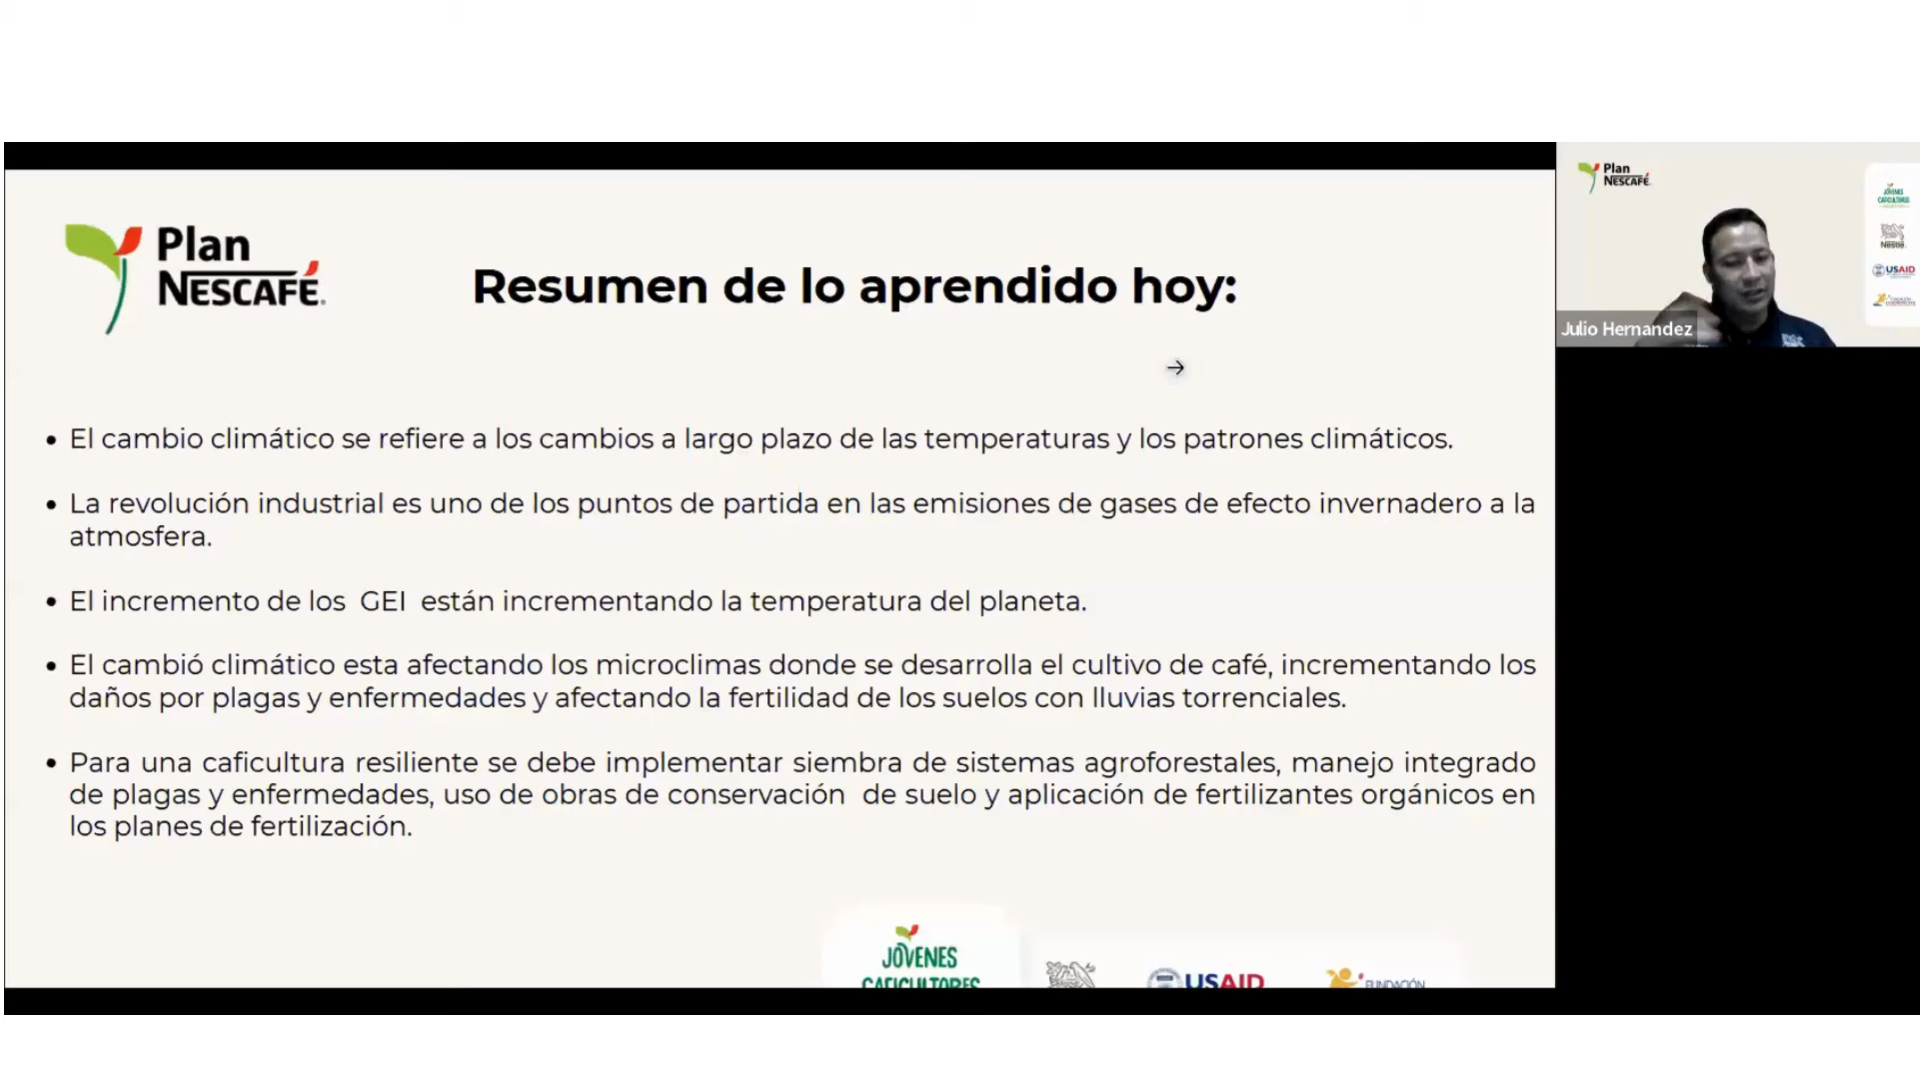 Plan
NESCAFÉ.
Resumen de lo aprendido hoy:
• El cambio climático se refiere a los cambios a largo plazo de las temperaturas y los patrones climáticos.
• La revolución industrial es uno de los puntos de partida en las emisiones de gases de efecto invernadero a la
atmosfera.
• El incremento de los GEI están incrementando la temperatura del planeta.
• El cambió climático esta afectando los microclimas donde se desarrolla el cultivo de café, incrementando los
daños por plagas y enfermedades y afectando la fertilidad de los suelos con lluvias torrenciales.
• Para una caficultura resiliente se debe implementar siembra de sistemas agroforestales, manejo integrado
de plagas y enfermedades, uso de obras de conservación de suelo y aplicación de fertilizantes orgánicos en
los planes de fertilización.
JÓVENES
CAFICULTORES
USAID
FUNDACIÓN
Plan
NESCAFÉ
JÓVENES
CAFICULTORES
Nestlé
USAID
Julio Hernandez